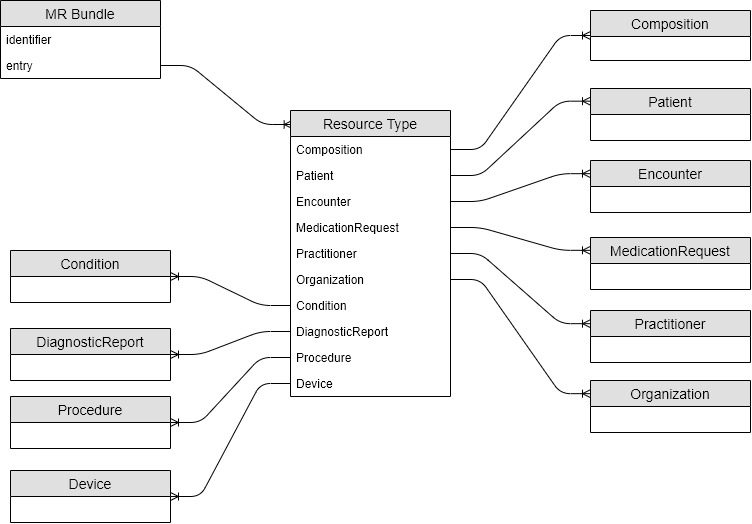 MR Bundle
identifier
entry
Resource Type
Composition
Patient
Encounter
MedicationRequest
Practitioner
Organization
Condition
DiagnosticReport
Procedure
Device
Composition
Patient
Encounter
MedicationRequest
Practitioner
Organization
Condition
DiagnosticReport
Procedure
Device